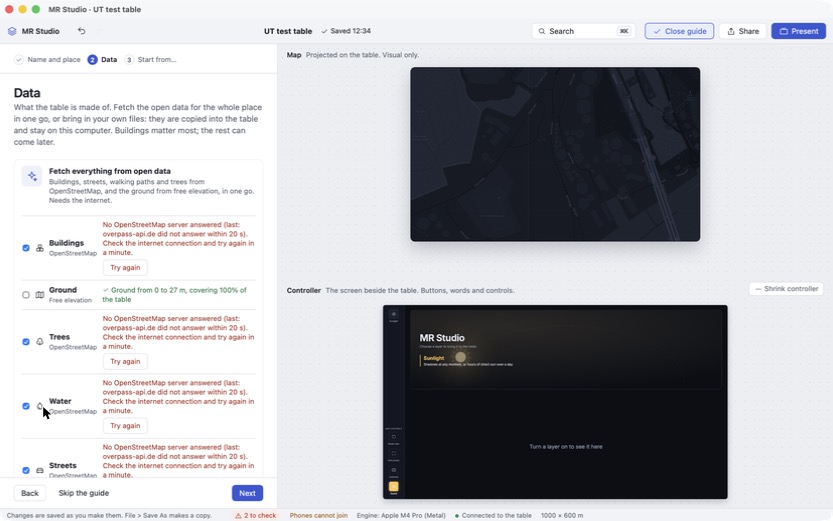 MR Studio - UT test table
MR Studio
UT test table
✓ Saved 12:34
Search
⌘K
Close guide
Share
Present
Name and place
2 Data
3 Start from...
Data
What the table is made of. Fetch the open data for the whole place
in one go, or bring in your own files: they are copied into the table
and stay on this computer. Buildings matter most; the rest can
come later.
Fetch everything from open data
Buildings, streets, walking paths and trees from
OpenStreetMap, and the ground from free elevation, in one go.
Needs the internet.
Buildings
OpenStreetMap
No OpenStreetMap server answered (last:
overpass-api.de did not answer within 20 s).
Check the internet connection and try again in
a minute.
Try again
Ground
Free elevation
✓ Ground from 0 to 27 m, covering 100% of
the table
Trees
OpenStreetMap
No OpenStreetMap server answered (last:
overpass-api.de did not answer within 20 s).
Check the internet connection and try again in
a minute.
Try again
Water
OpenStreetMap
No OpenStreetMap server answered (last:
overpass-api.de did not answer within 20 s).
Check the internet connection and try again in
a minute.
Try again
Streets
OpenStreetMap
No OpenStreetMap server answered (last:
overpass-api.de did not answer within 20 s).
Check the internet connection and try again in
Back
Skip the guide
Next
Map Projected on the table. Visual only.
Controller The screen beside the table. Buttons, words and controls.
— Shrink controller
MR Studio
Sunlight
Shadows at any moment, or hours of direct sun over a day
Turn a layer on to see it here
Changes are saved as you make them. File > Save As makes a copy.
2 to check
Phones cannot join
Engine: Apple M4 Pro (Metal)
Connected to the table
1000 × 600 m